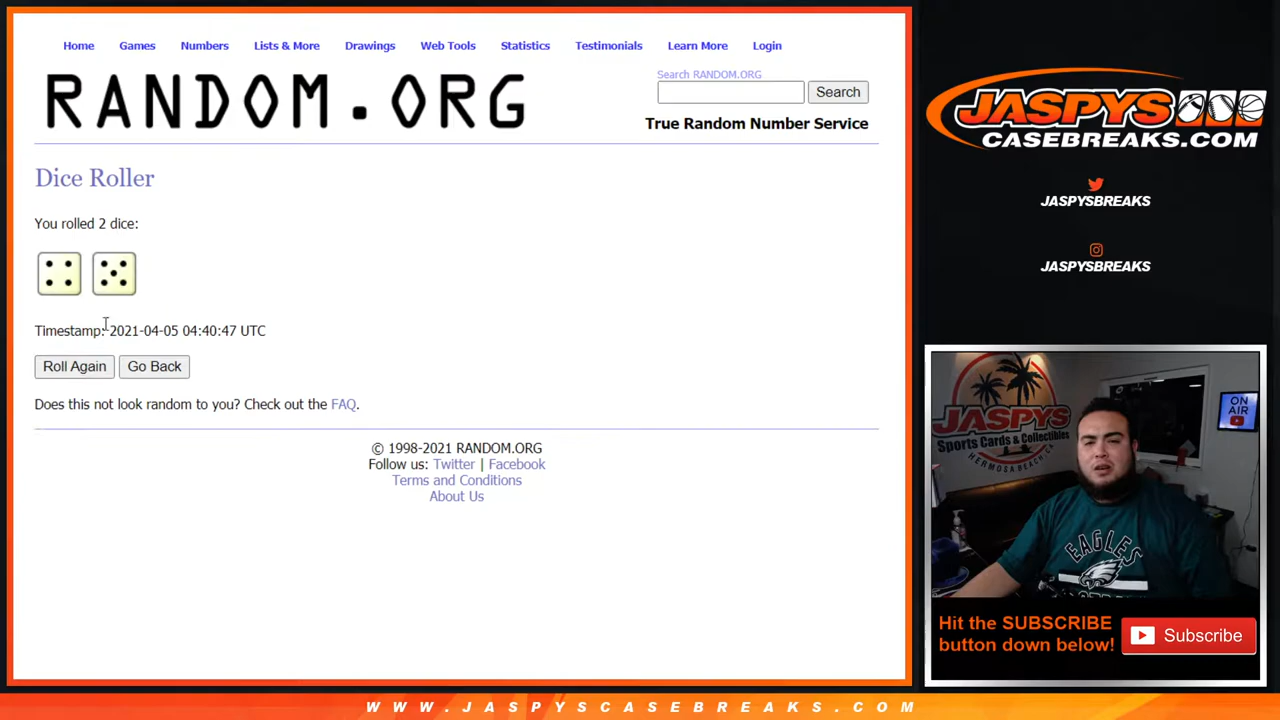 Home Games Numbers Lists & More Drawings Web Tools Statistics Testimonials Learn More Login
RANDOM.ORG
Search RANDOM.ORG
Search
True Random Number Service
Dice Roller
You rolled 2 dice:
Timestamp: 2021-04-05 04:40:47 UTC
Roll Again Go Back
Does this not look random to you? Check out the FAQ.
© 1998-2021 RANDOM.ORG
Follow us: Twitter | Facebook
Terms and Conditions
About Us
JASPYS
CASEBREAKS.COM
JASPYSBREAKS
JASPYSBREAKS
JASPYS
Sports Cards & Collectibles
HERMOSA BEACH, CA
ON
AIR
EAGLES
Hit the SUBSCRIBE
button down below!
Subscribe
WWW.JASPYSCASEBREAKS.COM